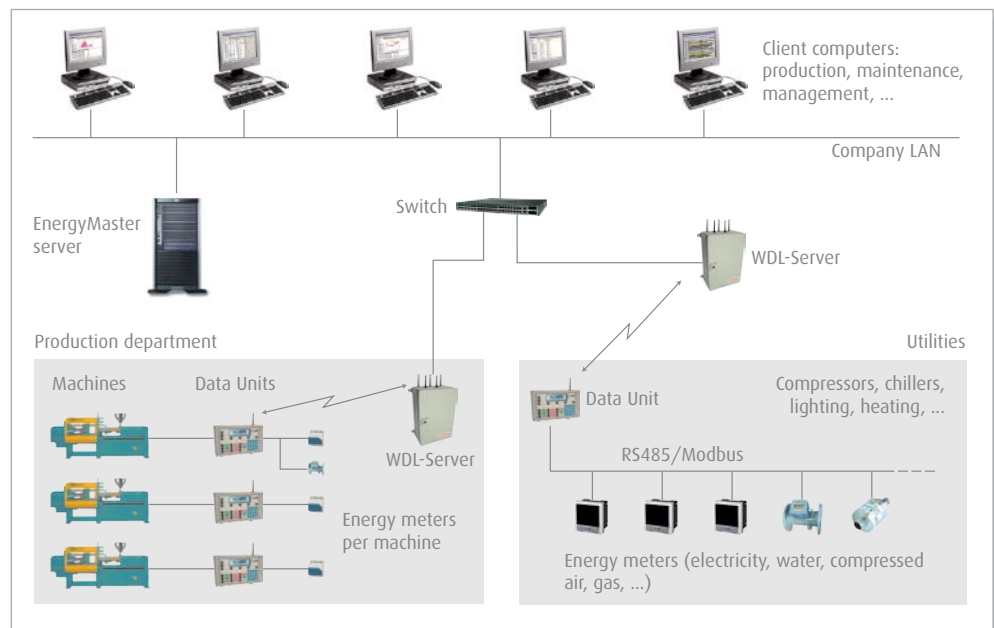 Client computers:
production, maintenance,
management, ...
Company LAN
EnergyMaster
server
Switch
WDL-Server
Production department
Utilities
Machines
Data Units
WDL-Server
Energy meters
per machine
Data Unit
Compressors, chillers,
lighting, heating, ...
RS485/Modbus
Energy meters (electricity, water, compressed
air, gas, ...)